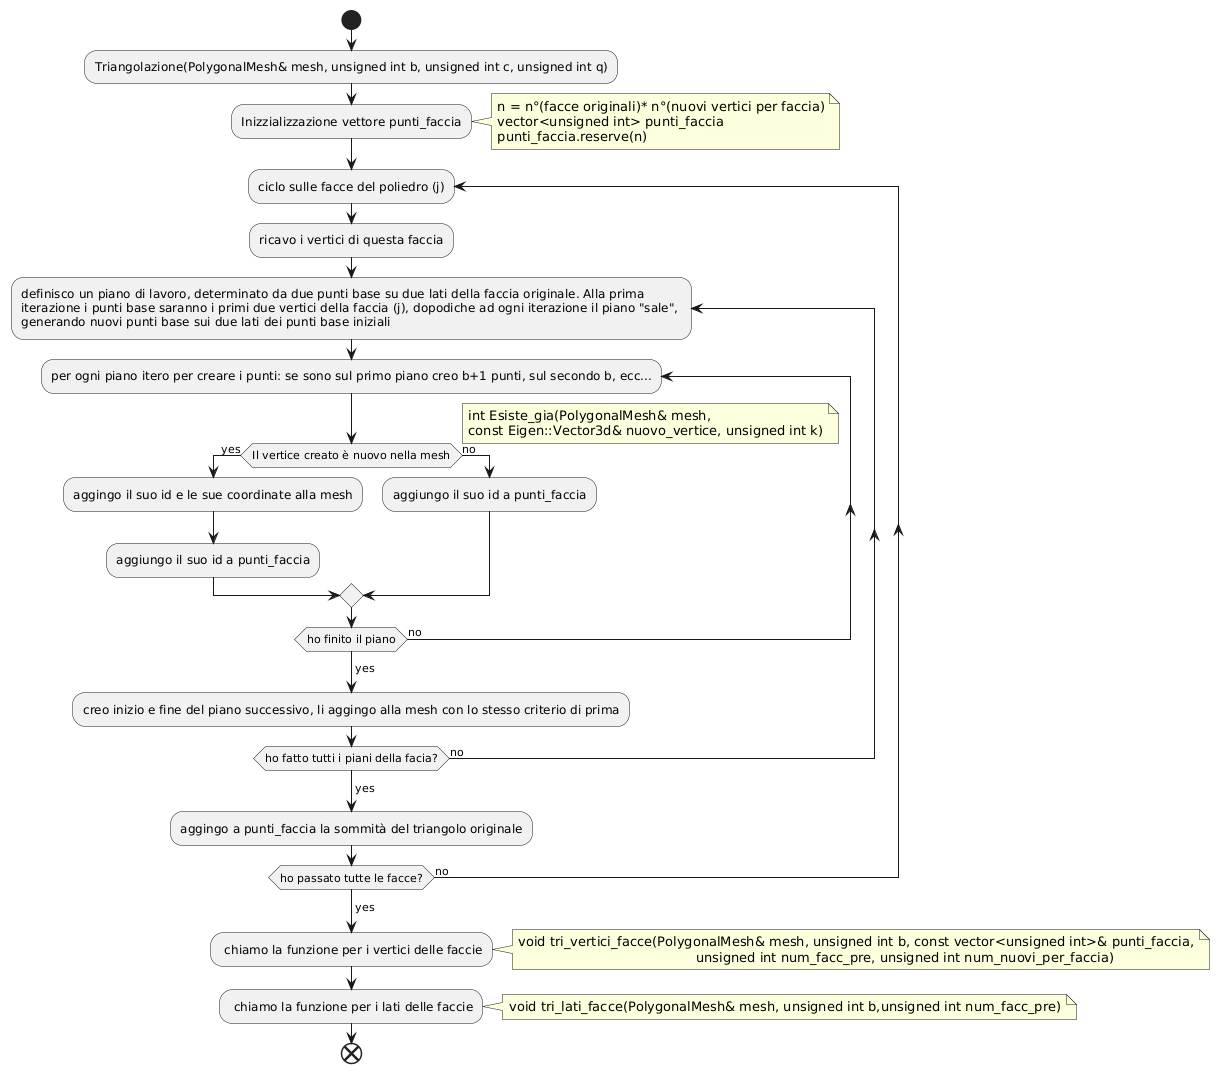 Triangolazione(PolygonalMesh& mesh, unsigned int b, unsigned int c, unsigned int q)
Inizzializzazione vettore punti_faccia
n = n°(facce originali)* n°(nuovi vertici per faccia)
vector<unsigned int> punti_faccia
punti_faccia.reserve(n)
ciclo sulle facce del poliedro (j)
ricavo i vertici di questa faccia
definisco un piano di lavoro, determinato da due punti base su due lati della faccia originale. Alla prima
iterazione i punti base saranno i primi due vertici della faccia (j), dopodiche ad ogni iterazione il piano "sale",
generando nuovi punti base sui due lati dei punti base iniziali
per ogni piano itero per creare i punti: se sono sul primo piano creo b+1 punti, sul secondo b, ecc...
int Esiste_gia(PolygonalMesh& mesh,
const Eigen::Vector3d& nuovo_vertice, unsigned int k)
yes
Il vertice creato è nuovo nella mesh
no
aggingo il suo id e le sue coordinate alla mesh
aggiungo il suo id a punti_faccia
aggiungo il suo id a punti_faccia
ho finito il piano
no
yes
creo inizio e fine del piano successivo, li aggingo alla mesh con lo stesso criterio di prima
ho fatto tutti i piani della facia?
no
yes
aggingo a punti_faccia la sommità del triangolo originale
ho passato tutte le facce?
no
yes
chiamo la funzione per i vertici delle faccie
void tri_vertici_facce(PolygonalMesh& mesh, unsigned int b, const vector<unsigned int>& punti_faccia,
unsigned int num_facc_pre, unsigned int num_nuovi_per_faccia)
chiamo la funzione per i lati delle faccie
void tri_lati_facce(PolygonalMesh& mesh, unsigned int b,unsigned int num_facc_pre)